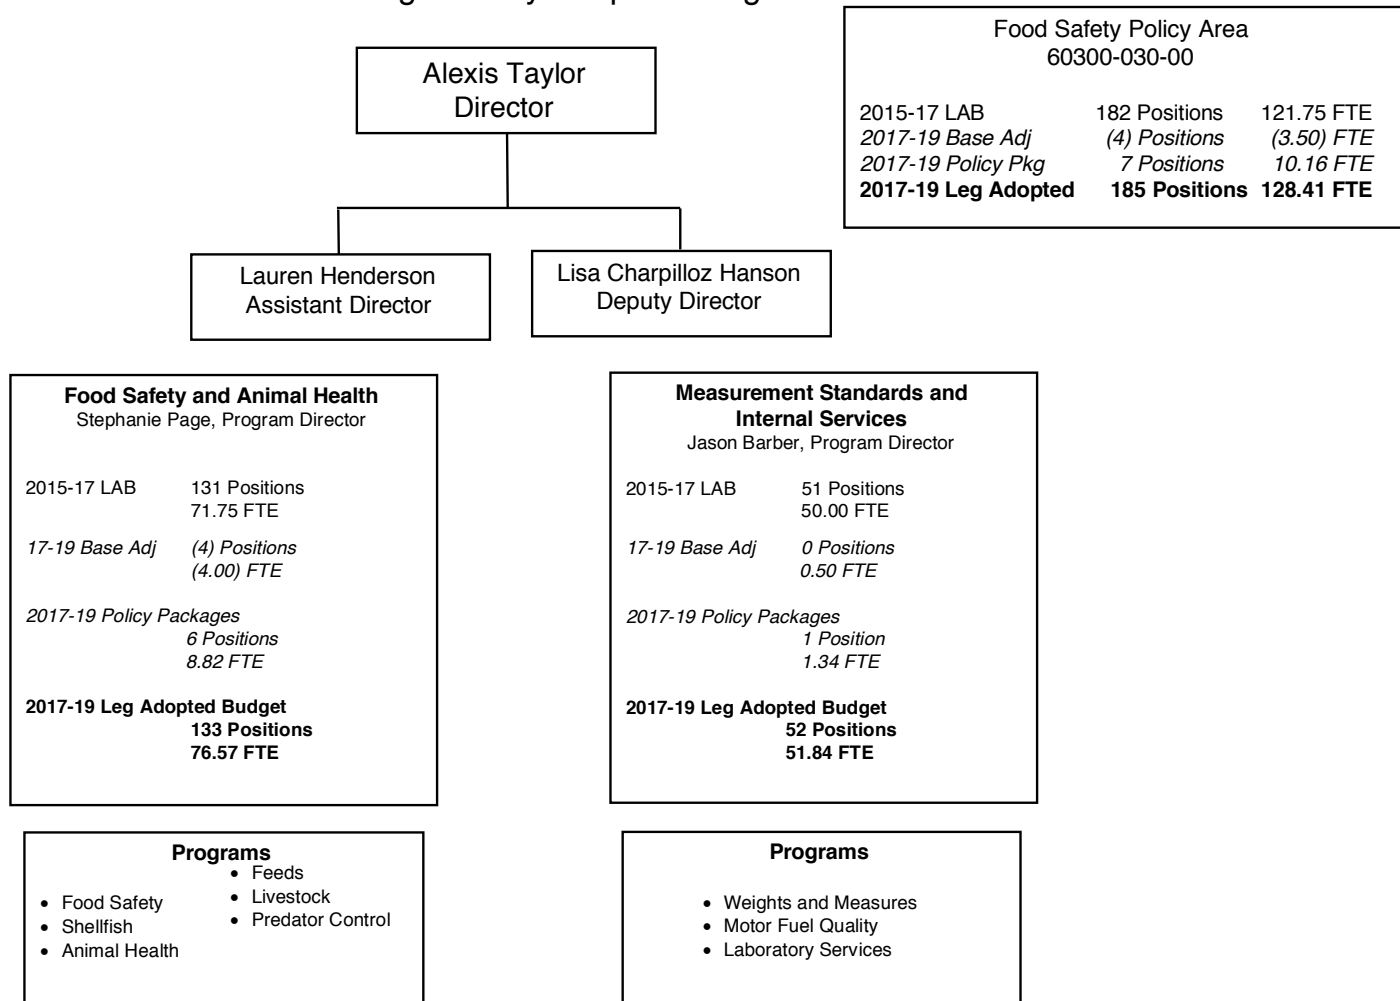 Food Safety Policy Area
60300-030-00
2015-17 LAB 182 Positions 121.75 FTE
2017-19 Base Adj (4) Positions (3.50) FTE
2017-19 Policy Pkg 7 Positions 10.16 FTE
2017-19 Leg Adopted 185 Positions 128.41 FTE
Alexis Taylor
Director
Lauren Henderson
Assistant Director
Lisa Charpilloz Hanson
Deputy Director
Food Safety and Animal Health
Stephanie Page, Program Director
2015-17 LAB 131 Positions
71.75 FTE
17-19 Base Adj (4) Positions
(4.00) FTE
2017-19 Policy Packages
6 Positions
8.82 FTE
2017-19 Leg Adopted Budget
133 Positions
76.57 FTE
Measurement Standards and
Internal Services
Jason Barber, Program Director
2015-17 LAB 51 Positions
50.00 FTE
17-19 Base Adj 0 Positions
0.50 FTE
2017-19 Policy Packages
1 Position
1.34 FTE
2017-19 Leg Adopted Budget
52 Positions
51.84 FTE
Programs
• Food Safety
• Shellfish
• Animal Health
• Feeds
• Livestock
• Predator Control
Programs
• Weights and Measures
• Motor Fuel Quality
• Laboratory Services